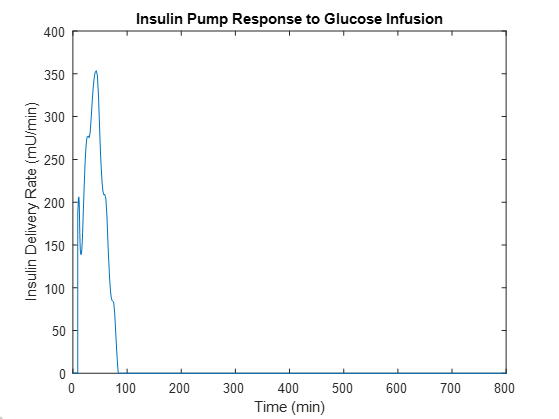 Insulin Pump Response to Glucose Infusion
400
350
300
250
200
150
100
50
0
Insulin Delivery Rate (mU/min)
0 100 200 300 400 500 600 700 800
Time (min)